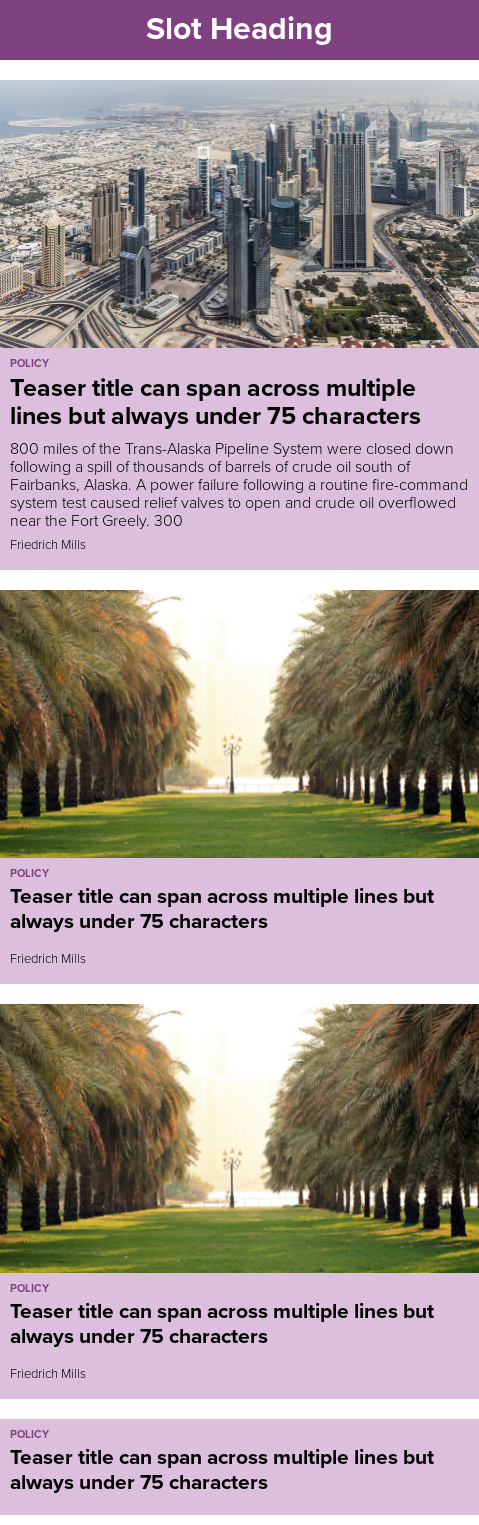 Slot Heading
POLICY
Teaser title can span across multiple
lines but always under 75 characters
800 miles of the Trans-Alaska Pipeline System were closed down
following a spill of thousands of barrels of crude oil south of
Fairbanks, Alaska. A power failure following a routine fire-command
system test caused relief valves to open and crude oil overflowed
near the Fort Greely. 300
Friedrich Mills
POLICY
Teaser title can span across multiple lines but
always under 75 characters
Friedrich Mills
POLICY
Teaser title can span across multiple lines but
always under 75 characters
Friedrich Mills
POLICY
Teaser title can span across multiple lines but
always under 75 characters